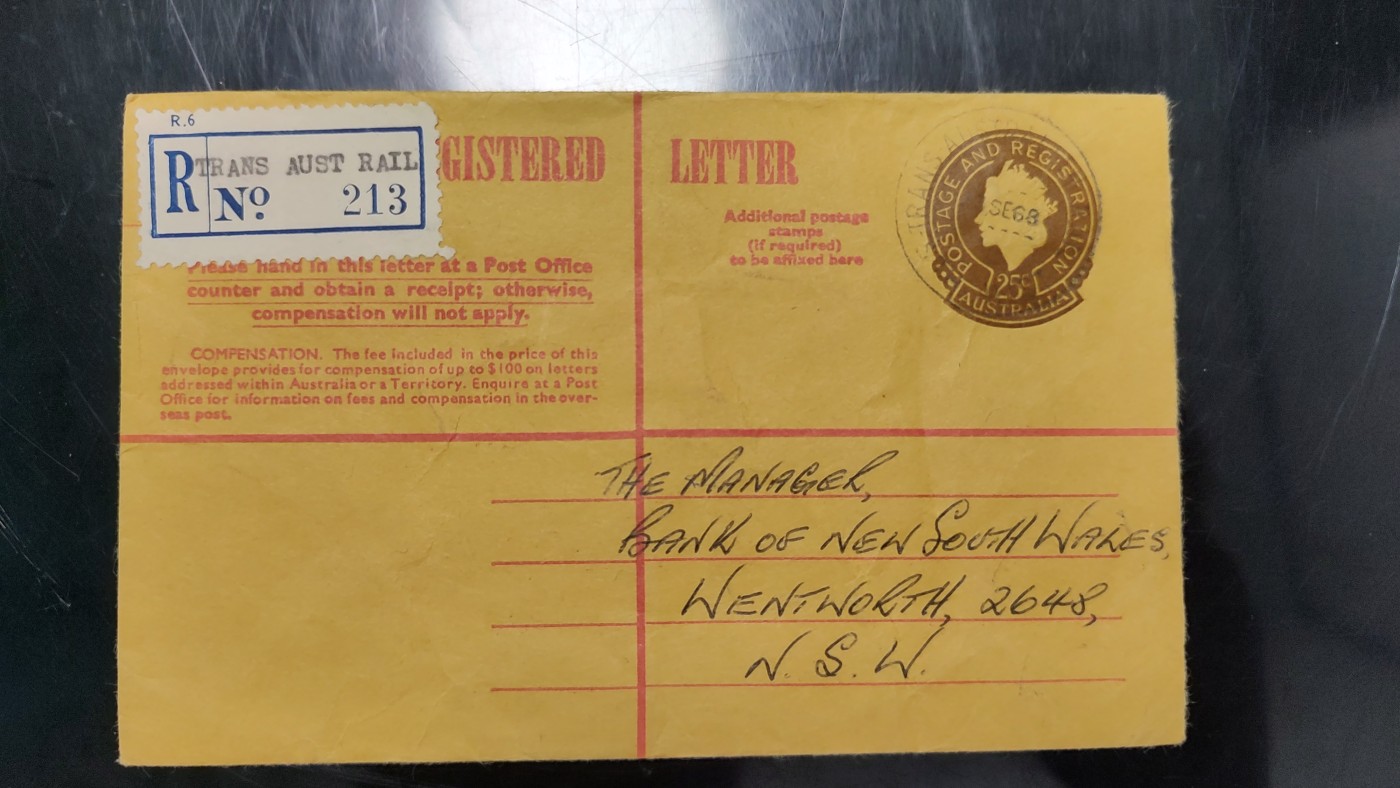 R.6
R TRANS AUST RAIL
No. 213
GISTERED LETTER
Please hand in this letter at a Post Office
counter and obtain a receipt; otherwise,
compensation will not apply.
COMPENSATION. The fee included in the price of this
envelope provides for compensation of up to $100 on letters
addressed within Australia or a Territory. Enquire at a Post
Office for information on fees and compensation in the over-
seas post.
Additional postage
stamps
(if required)
to be affixed here
TRANS AU
POSTAGE AND REGISTRATION
SE68
25c
AUSTRALIA
THE MANAGER,
BANK OF NEW SOUTH WALES,
WENTWORTH, 2648,
N. S. W.